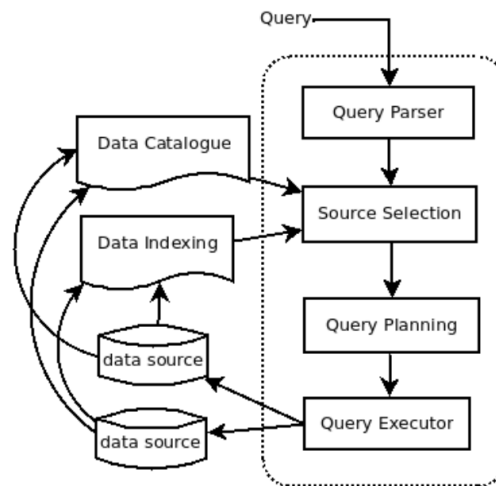 Query
Query Parser
Data Catalogue
Source Selection
Data Indexing
Query Planning
data source
Query Executor
data source